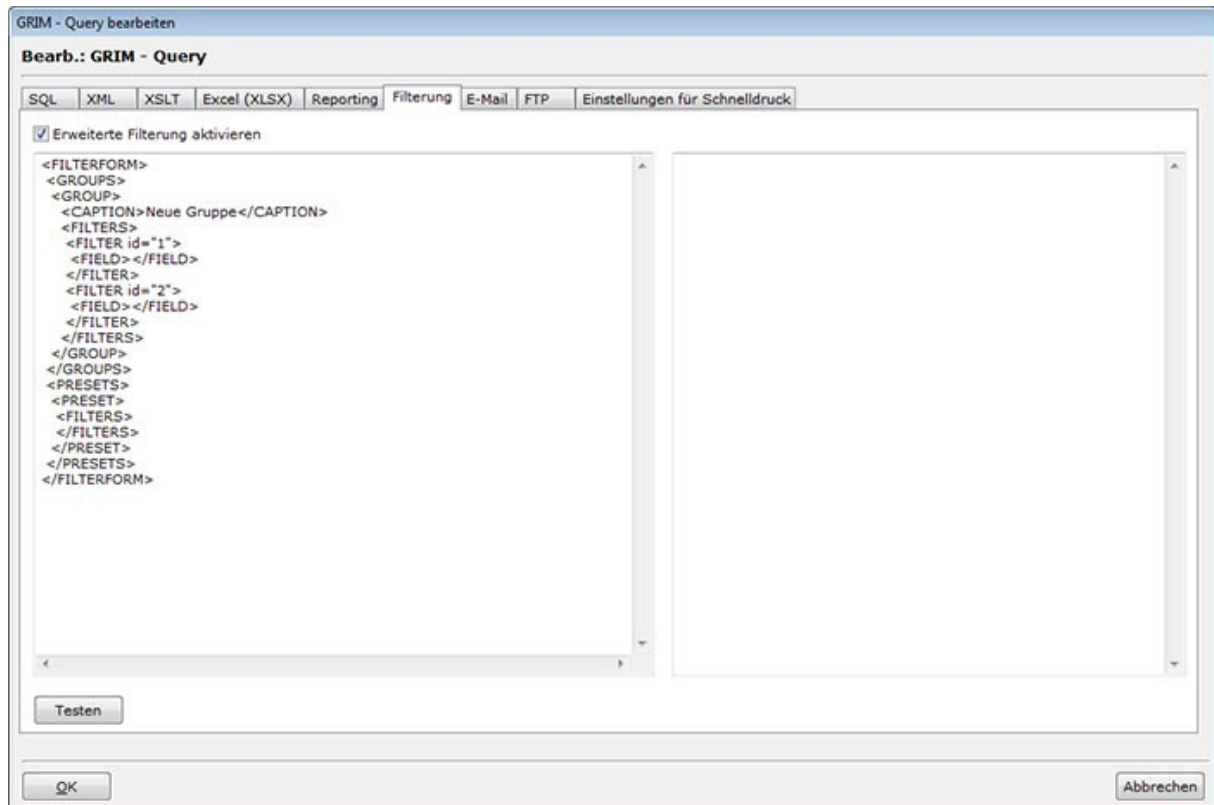 GRIM - Query bearbeiten
Bearb.: GRIM - Query
SQL XML XSLT Excel (XLSX) Reporting Filterung E-Mail FTP Einstellungen für Schnelldruck
Erweiterte Filterung aktivieren
<FILTERFORM>
<GROUPS>
<GROUP>
<CAPTION>Neue Gruppe</CAPTION>
<FILTERS>
<FILTER id="1">
<FIELD></FIELD>
</FILTER>
<FILTER id="2">
<FIELD></FIELD>
</FILTER>
</FILTERS>
</GROUP>
</GROUPS>
<PRESETS>
<PRESET>
<FILTERS>
</FILTERS>
</PRESET>
</PRESETS>
</FILTERFORM>
Testen
OK Abbrechen